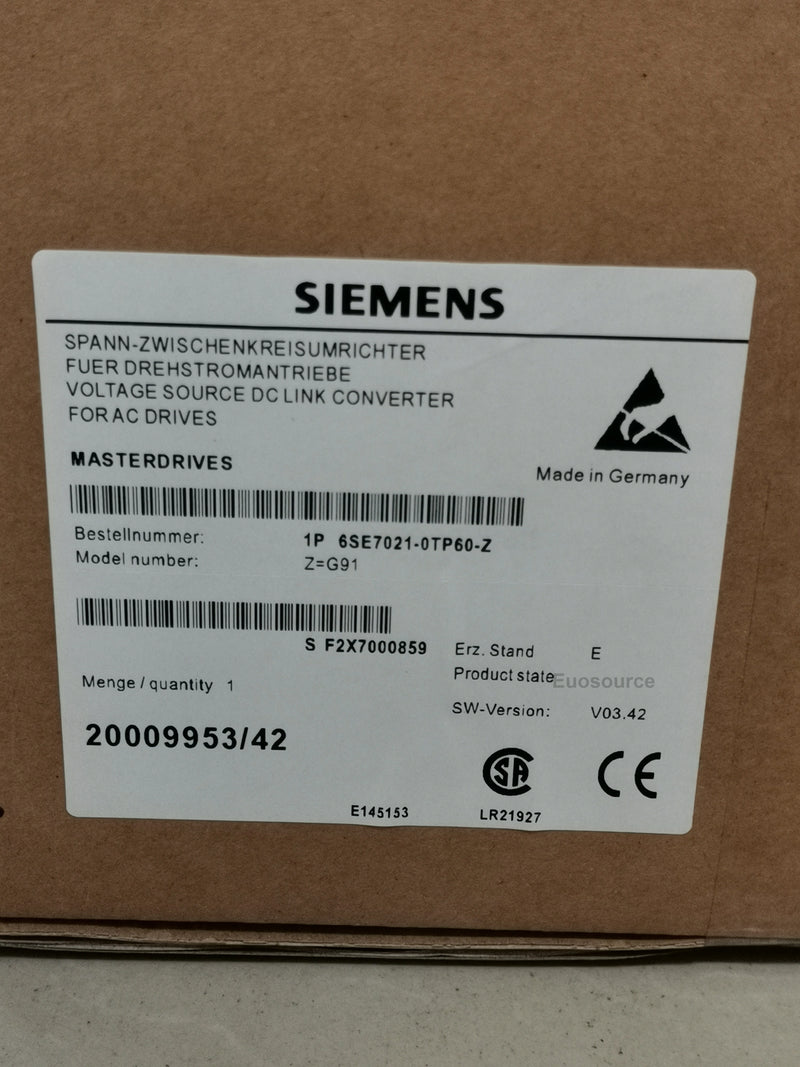 SIEMENS
SPANN-ZWISCHENKREISUMRICHTER
FUER DREHSTROMANTRIEBE
VOLTAGE SOURCE DC LINK CONVERTER
FOR AC DRIVES
MASTERDRIVES
Made in Germany
Bestellnummer: 1P 6SE7021-0TP60-Z
Model number: Z=G91
S F2X7000859
Erz. Stand E
Product state
Euosource
Menge / quantity 1
SW-Version: V03.42
20009953/42
SA
CE
E145153
LR21927